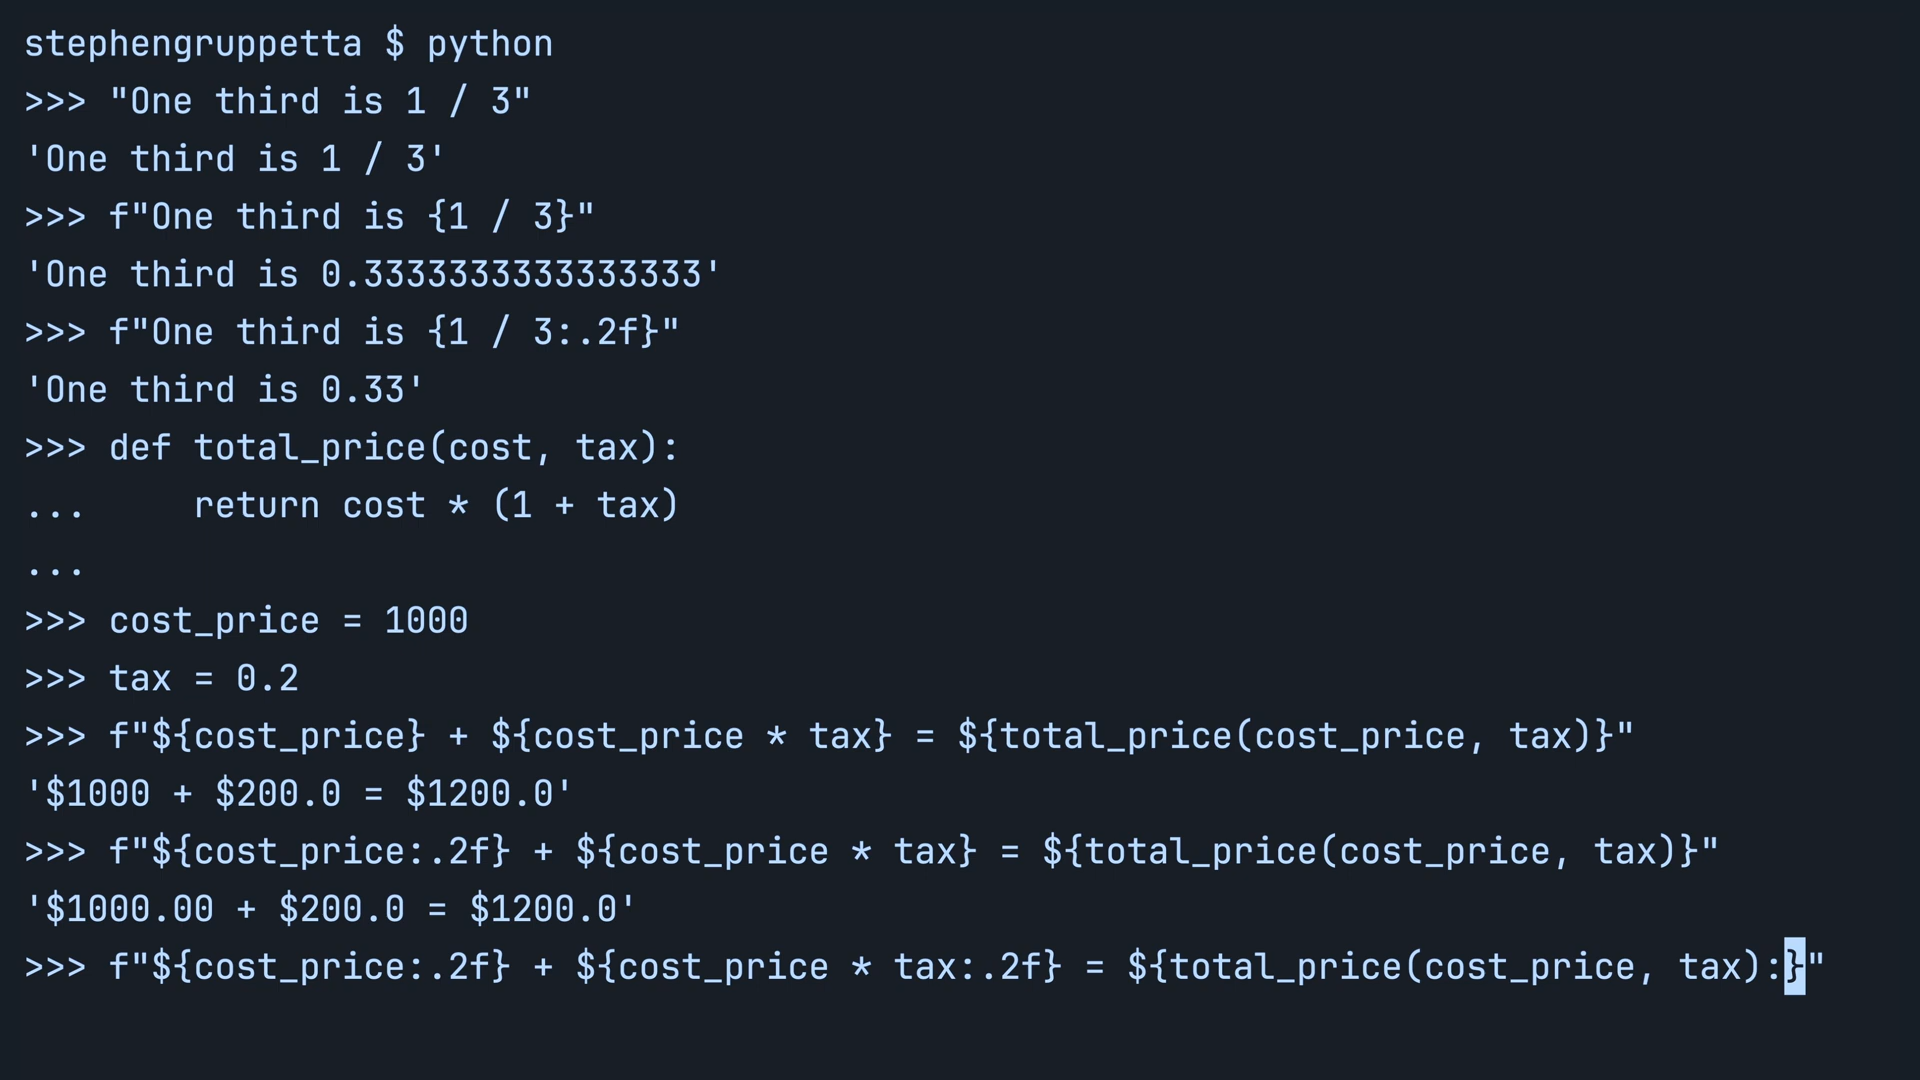 stephengruppetta $ python
>>> "One third is 1 / 3"
'One third is 1 / 3'
>>> f"One third is {1 / 3}"
'One third is 0.3333333333333333'
>>> f"One third is {1 / 3:.2f}"
'One third is 0.33'
>>> def total_price(cost, tax):
...     return cost * (1 + tax)
...
>>> cost_price = 1000
>>> tax = 0.2
>>> f"${cost_price} + ${cost_price * tax} = ${total_price(cost_price, tax)}"
'$1000 + $200.0 = $1200.0'
>>> f"${cost_price:.2f} + ${cost_price * tax} = ${total_price(cost_price, tax)}"
'$1000.00 + $200.0 = $1200.0'
>>> f"${cost_price:.2f} + ${cost_price * tax:.2f} = ${total_price(cost_price, tax):}"